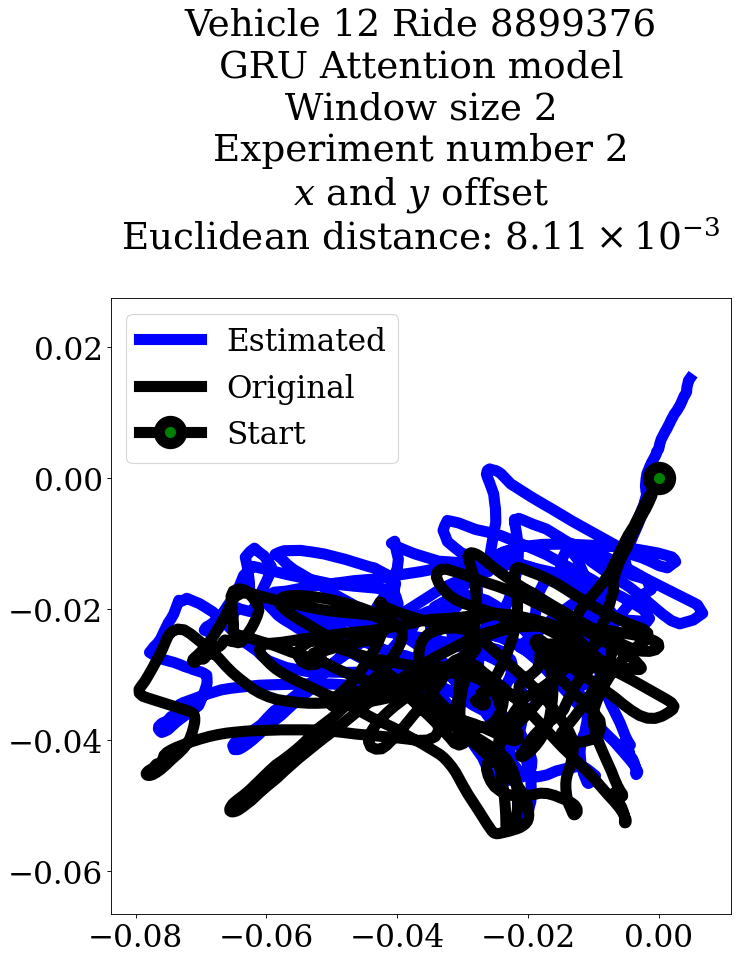 Vehicle 12 Ride 8899376
GRU Attention model
Window size 2
Experiment number 2
x and y offset
Euclidean distance: 8.11 × 10⁻³
Estimated
Original
Start
0.02
0.00
−0.02
−0.04
−0.06
−0.08 −0.06 −0.04 −0.02 0.00